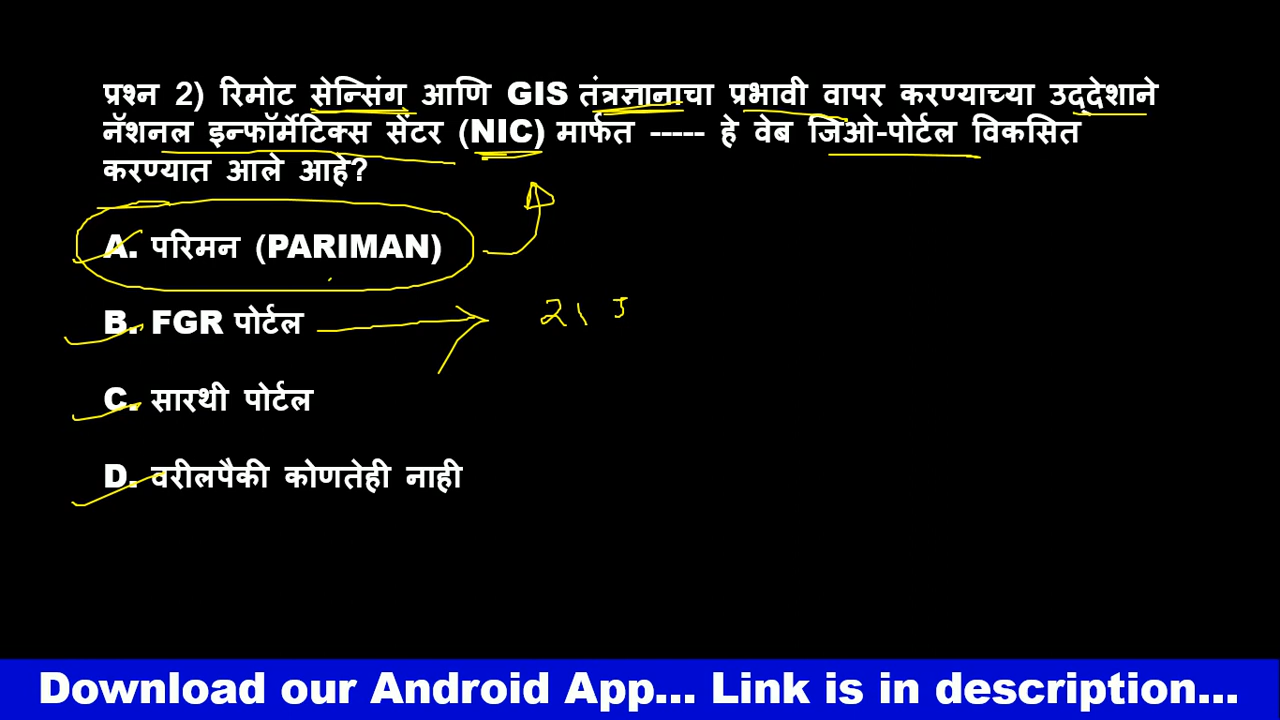 प्रश्न 2) रिमोट सेन्सिंग आणि GIS तंत्रज्ञानाचा प्रभावी वापर करण्याच्या उद्देशाने
नॅशनल इन्फॉर्मेटिक्स सेंटर (NIC) मार्फत ----- हे वेब जिओ-पोर्टल विकसित
करण्यात आले आहे?
A. परिमन (PARIMAN)
B. FGR पोर्टल
C. सारथी पोर्टल
D. वरीलपैकी कोणतेही नाही
Download our Android App... Link is in description...